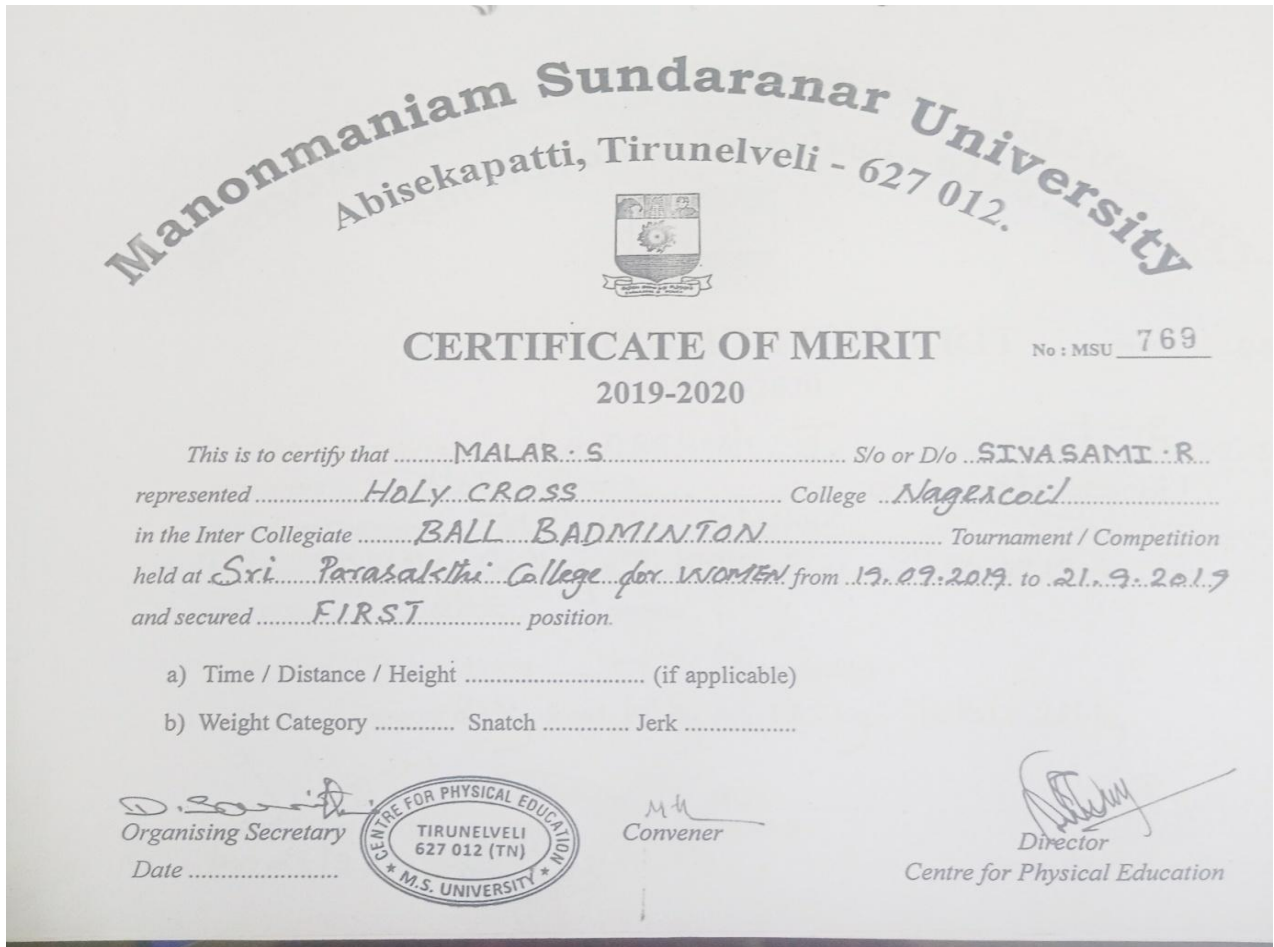 Manonmaniam Sundaranar University
Abisekapatti, Tirunelveli - 627 012.
CERTIFICATE OF MERIT
No : MSU 769
2019-2020
This is to certify that MALAR . S S/o or D/o SIVASAMI . R
represented HOLY CROSS College Nagercoil
in the Inter Collegiate BALL BADMINTON Tournament / Competition
held at Sri Parasakthi College for WOMEN from 19.09.2019. to 21.9.2019
and secured FIRST position.
a) Time / Distance / Height .............................. (if applicable)
b) Weight Category ............. Snatch .............. Jerk ...................
Organising Secretary
Convener
Director
Date .........................
Centre for Physical Education
CENTRE FOR PHYSICAL EDUCATION
TIRUNELVELI
627 012 (TN)
* M.S. UNIVERSITY *